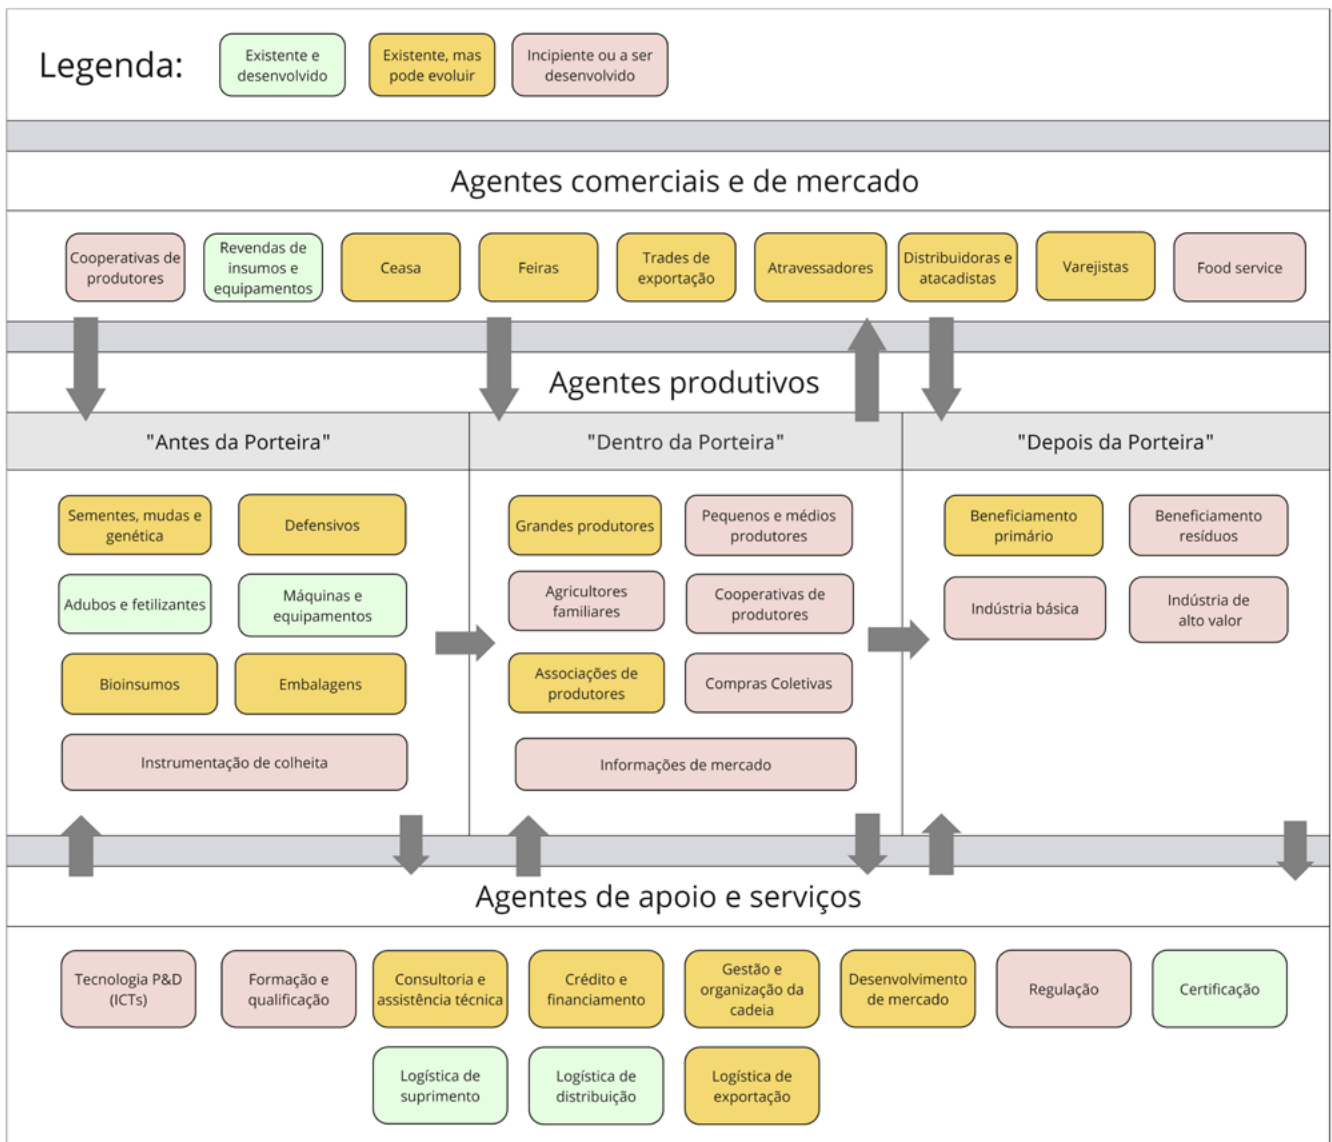 Legenda:
Existente e
desenvolvido
Existente, mas
pode evoluir
Incipiente ou a ser
desenvolvido
Agentes comerciais e de mercado
Cooperativas de
produtores
Revendas de
insumos e
equipamentos
Ceasa
Feiras
Trades de
exportação
Atravessadores
Distribuidoras e
atacadistas
Varejistas
Food service
Agentes produtivos
"Antes da Porteira"
"Dentro da Porteira"
"Depois da Porteira"
Sementes, mudas e
genética
Defensivos
Adubos e fetilizantes
Máquinas e
equipamentos
Bioinsumos
Embalagens
Instrumentação de colheita
Grandes produtores
Pequenos e médios
produtores
Agricultores
familiares
Cooperativas de
produtores
Associações de
produtores
Compras Coletivas
Informações de mercado
Beneficiamento
primário
Beneficiamento
resíduos
Indústria básica
Indústria de
alto valor
Agentes de apoio e serviços
Tecnologia P&D
(ICTs)
Formação e
qualificação
Consultoria e
assistência técnica
Crédito e
financiamento
Gestão e
organização da
cadeia
Desenvolvimento
de mercado
Regulação
Certificação
Logística de
suprimento
Logística de
distribuição
Logística de
exportação